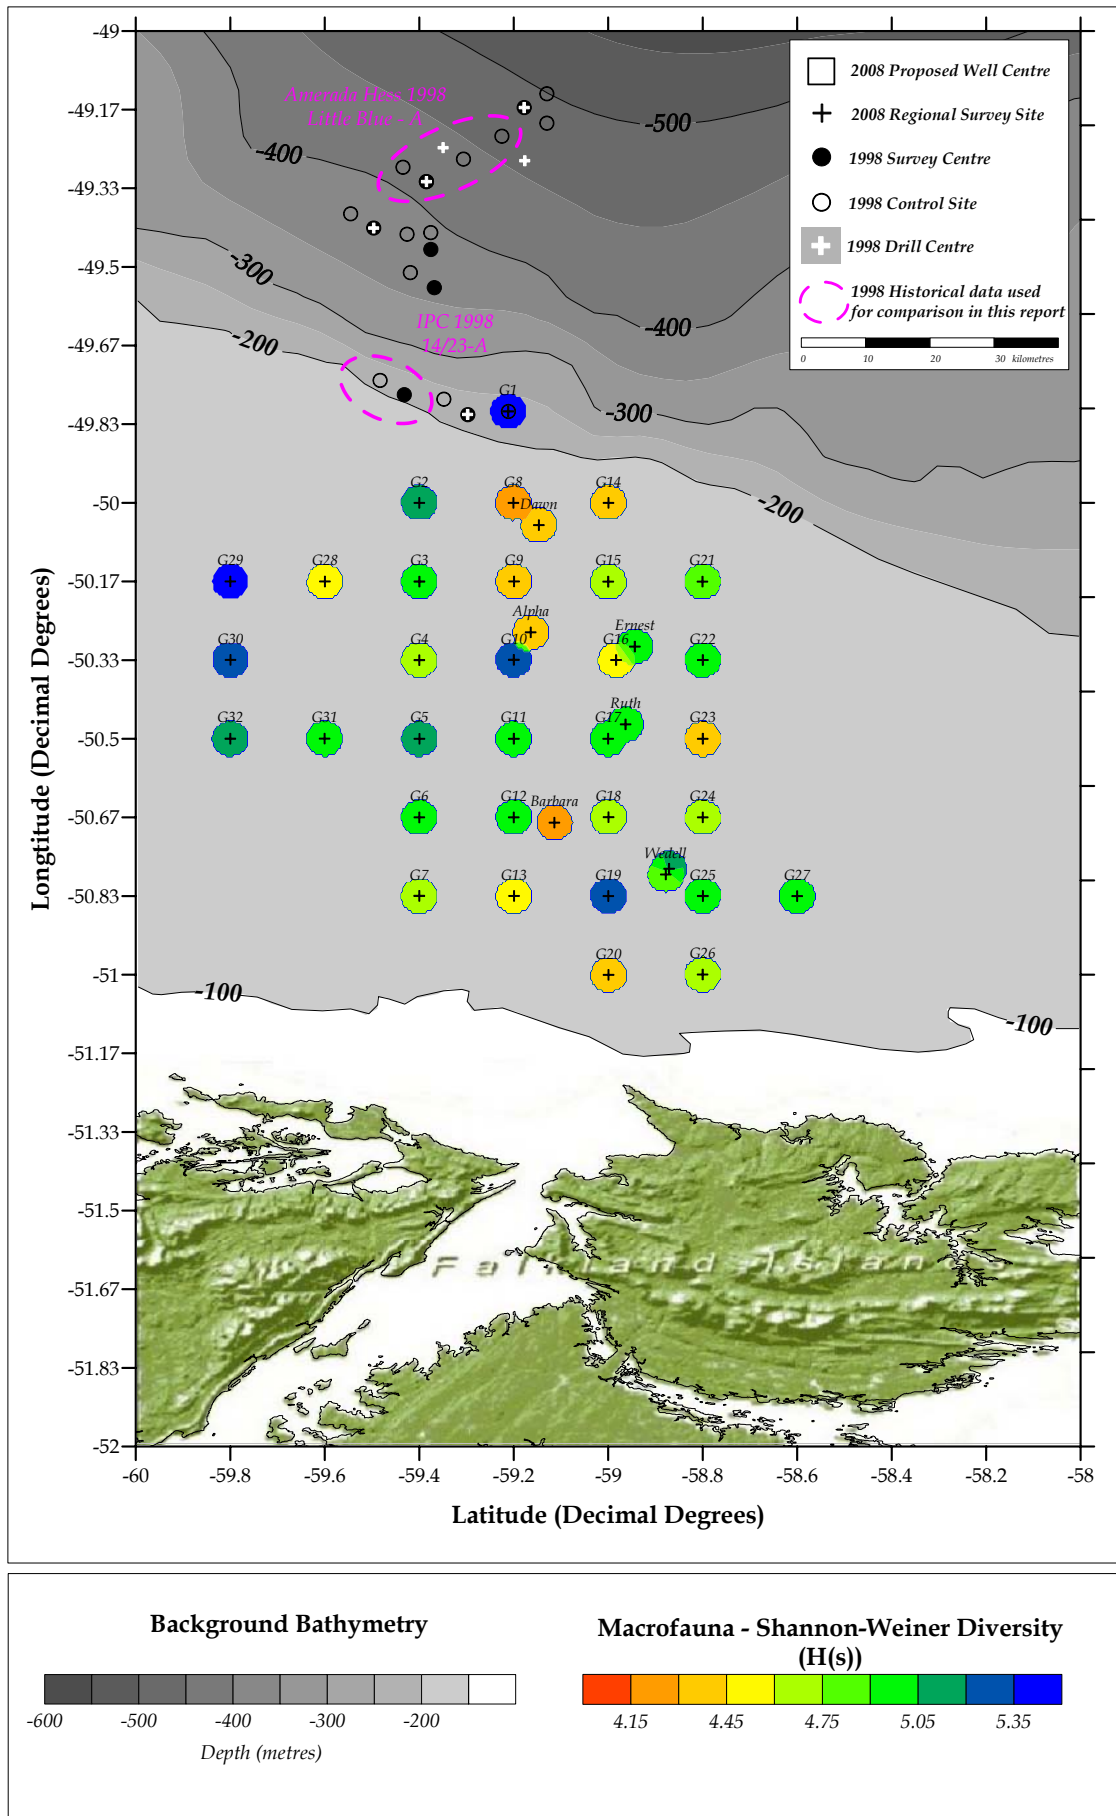 -49
-49.17
-49.33
-49.5
-49.67
-49.83
-50
-50.17
-50.33
-50.5
-50.67
-50.83
-51
-51.17
-51.33
-51.5
-51.67
-51.83
-52
Longtitude (Decimal Degrees)
-60
-59.8
-59.6
-59.4
-59.2
-59
-58.8
-58.6
-58.4
-58.2
-58
Latitude (Decimal Degrees)
2008 Proposed Well Centre
2008 Regional Survey Site
1998 Survey Centre
1998 Control Site
1998 Drill Centre
1998 Historical data used
for comparison in this report
0 10 20 30 kilometres
Amerada Hess 1998
Little Blue - A
-500
-400
-300
-200
IPC 1998
14/23-A
-400
-300
-200
G1
G2
G8
Dawn
G14
G29
G28
G3
G9
G15
G21
Alpha
Ernest
G30
G4
G10
G16
G22
Ruth
G32
G31
G5
G11
G17
G23
G6
G12
Barbara
G18
G24
Wedell
G7
G13
G19
G25
G27
G20
G26
-100
-100
Falkland Islands
Background Bathymetry
-600
-500
-400
-300
-200
Depth (metres)
Macrofauna - Shannon-Weiner Diversity
(H(s))
4.15
4.45
4.75
5.05
5.35